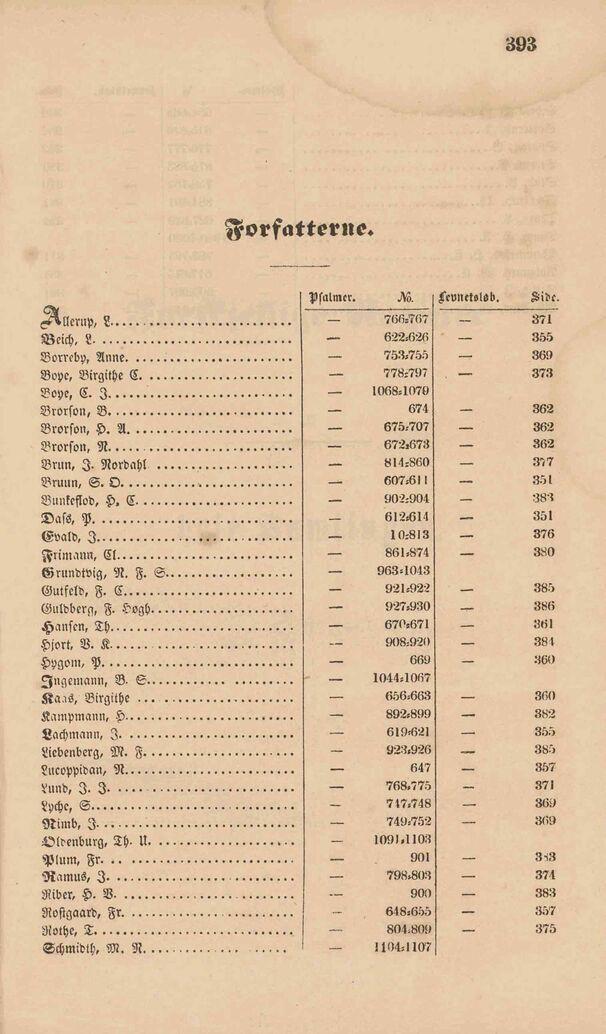 393
Forfatterne.
Psalmer. No. Levnetsløb. Side.
Allerup, L. — 766-767 — 371
Beich, L. — 622-626 — 355
Borreby, Anne. — 753-755 — 369
Boye, Birgithe C. — 778-797 — 373
Boye, C. J. — 1068-1079
Brorson, B. — 674 — 362
Brorson, H. A. — 675-707 — 362
Brorson, N. — 672-673 — 362
Brun, J. Nordahl — 814-860 — 377
Bruun, S. O. — 607-611 — 351
Bunkeflod, H. C. — 902-904 — 383
Dass, P. — 612-614 — 351
Evald, J. — 10-813 — 376
Frimann, Cl. — 861-874 — 380
Grundtvig, N. F. S. — 963-1043
Gutfeld, F. C. — 921-922 — 385
Guldberg, F. Høgh. — 927-930 — 386
Hansen, Th. — 670-671 — 361
Hjort, V. K. — 908-920 — 384
Hygom, P. — 669 — 360
Ingemann, B. S. — 1044-1067
Kaas, Birgithe — 656-663 — 360
Kampmann, H. — 892-899 — 382
Lachmann, J. — 619-621 — 355
Liebenberg, M. F. — 923-926 — 385
Lucoppidan, N. — 647 — 357
Lund, J. J. — 768-775 — 371
Lyche, S. — 747-748 — 369
Nimb, J. — 749-752 — 369
Oldenburg, Th. U. — 1091-1103
Plum, Fr. — 901 — 383
Ramus, J. — 798-803 — 374
Riber, H. V. — 900 — 383
Rostgaard, Fr. — 648-655 — 357
Rothe, T. — 804-809 — 375
Schmidth, M. R. — 1104-1107